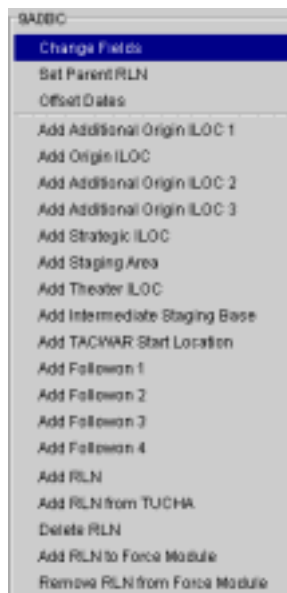 9ADBC
Change Fields
Set Parent RLN
Offset Dates
Add Additional Origin ILOC 1
Add Origin ILOC
Add Additional Origin ILOC 2
Add Additional Origin ILOC 3
Add Strategic ILOC
Add Staging Area
Add Theater ILOC
Add Intermediate Staging Base
Add TACWAR Start Location
Add Followon 1
Add Followon 2
Add Followon 3
Add Followon 4
Add RLN
Add RLN from TUCHA
Delete RLN
Add RLN to Force Module
Remove RLN from Force Module